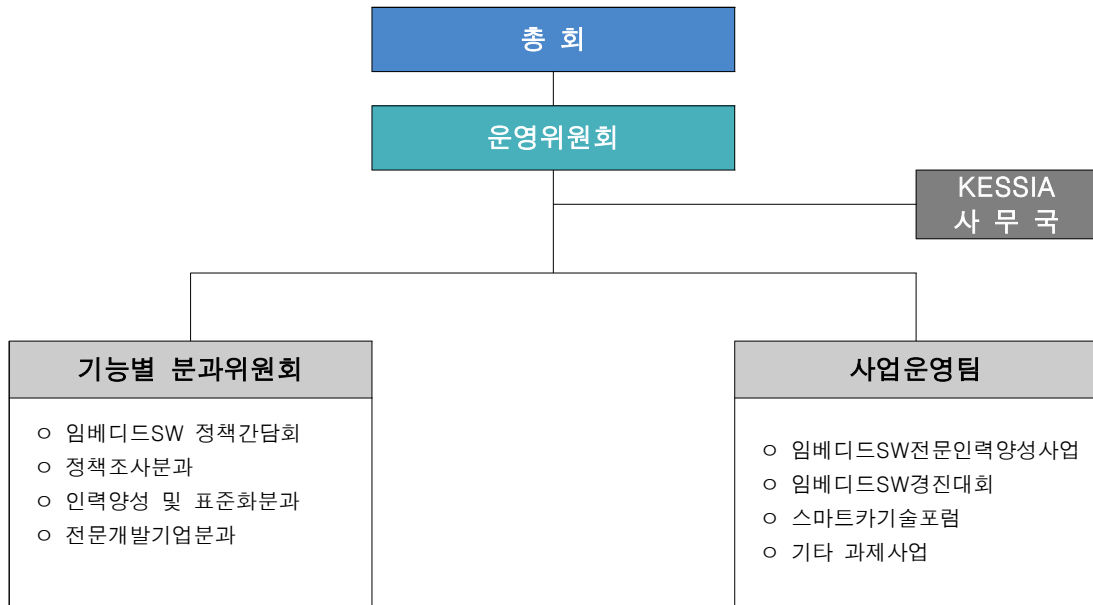 총 회
운영위원회
KESSIA
사 무 국
기능별 분과위원회
ㅇ 임베디드SW 정책간담회
ㅇ 정책조사분과
ㅇ 인력양성 및 표준화분과
ㅇ 전문개발기업분과
사업운영팀
ㅇ 임베디드SW전문인력양성사업
ㅇ 임베디드SW경진대회
ㅇ 스마트카기술포럼
ㅇ 기타 과제사업